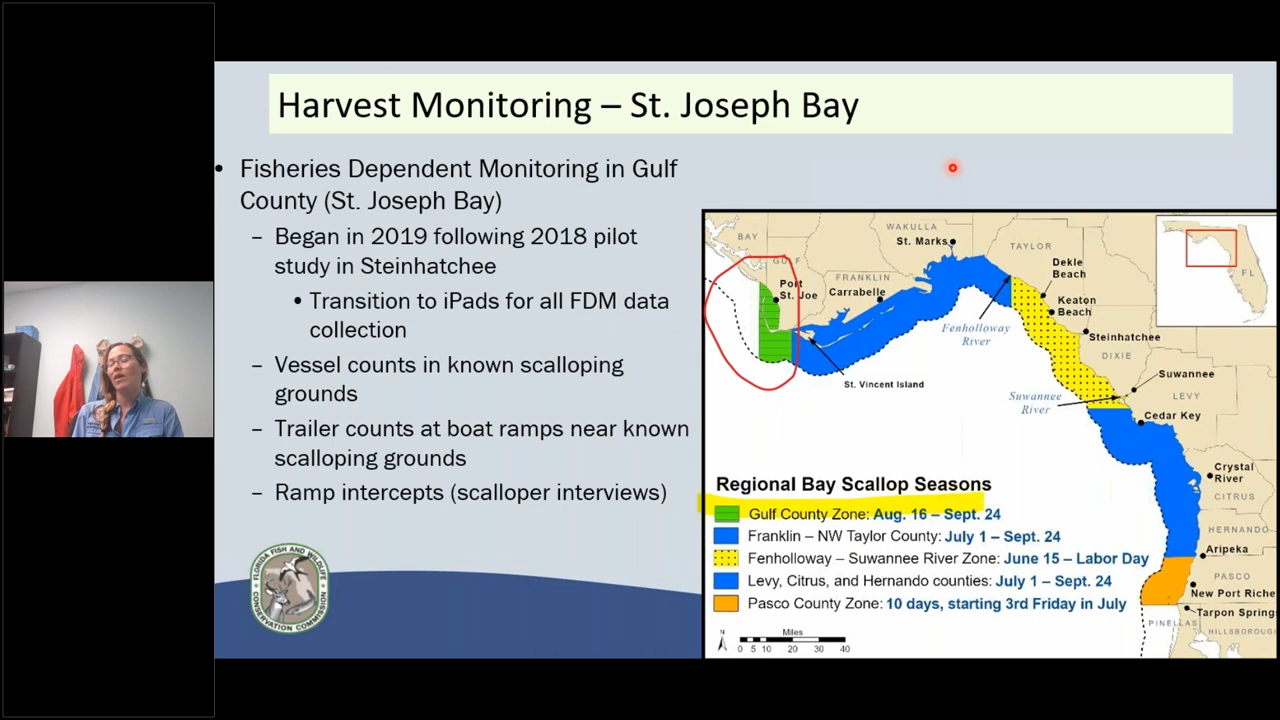 Harvest Monitoring – St. Joseph Bay
• Fisheries Dependent Monitoring in Gulf
County (St. Joseph Bay)
– Began in 2019 following 2018 pilot
study in Steinhatchee
• Transition to iPads for all FDM data
collection
– Vessel counts in known scalloping
grounds
– Trailer counts at boat ramps near known
scalloping grounds
– Ramp intercepts (scalloper interviews)
FLORIDA FISH AND WILDLIFE
CONSERVATION COMMISSION
BAY
GULF
WAKULLA
St. Marks
TAYLOR
FRANKLIN
Port
St. Joe
Carrabelle
Dekle
Beach
Keaton
Beach
Fenholloway
River
Steinhatchee
DIXIE
St. Vincent Island
Suwannee
Suwannee
River
LEVY
Cedar Key
FL
Crystal
River
CITRUS
HERNANDO
Aripeka
PASCO
New Port Riche
Tarpon Spring
PINELLAS
HILLSBOROUG
Regional Bay Scallop Seasons
Gulf County Zone: Aug. 16 – Sept. 24
Franklin – NW Taylor County: July 1 – Sept. 24
Fenholloway – Suwannee River Zone: June 15 – Labor Day
Levy, Citrus, and Hernando counties: July 1 – Sept. 24
Pasco County Zone: 10 days, starting 3rd Friday in July
N
Miles
0 5 10 20 30 40